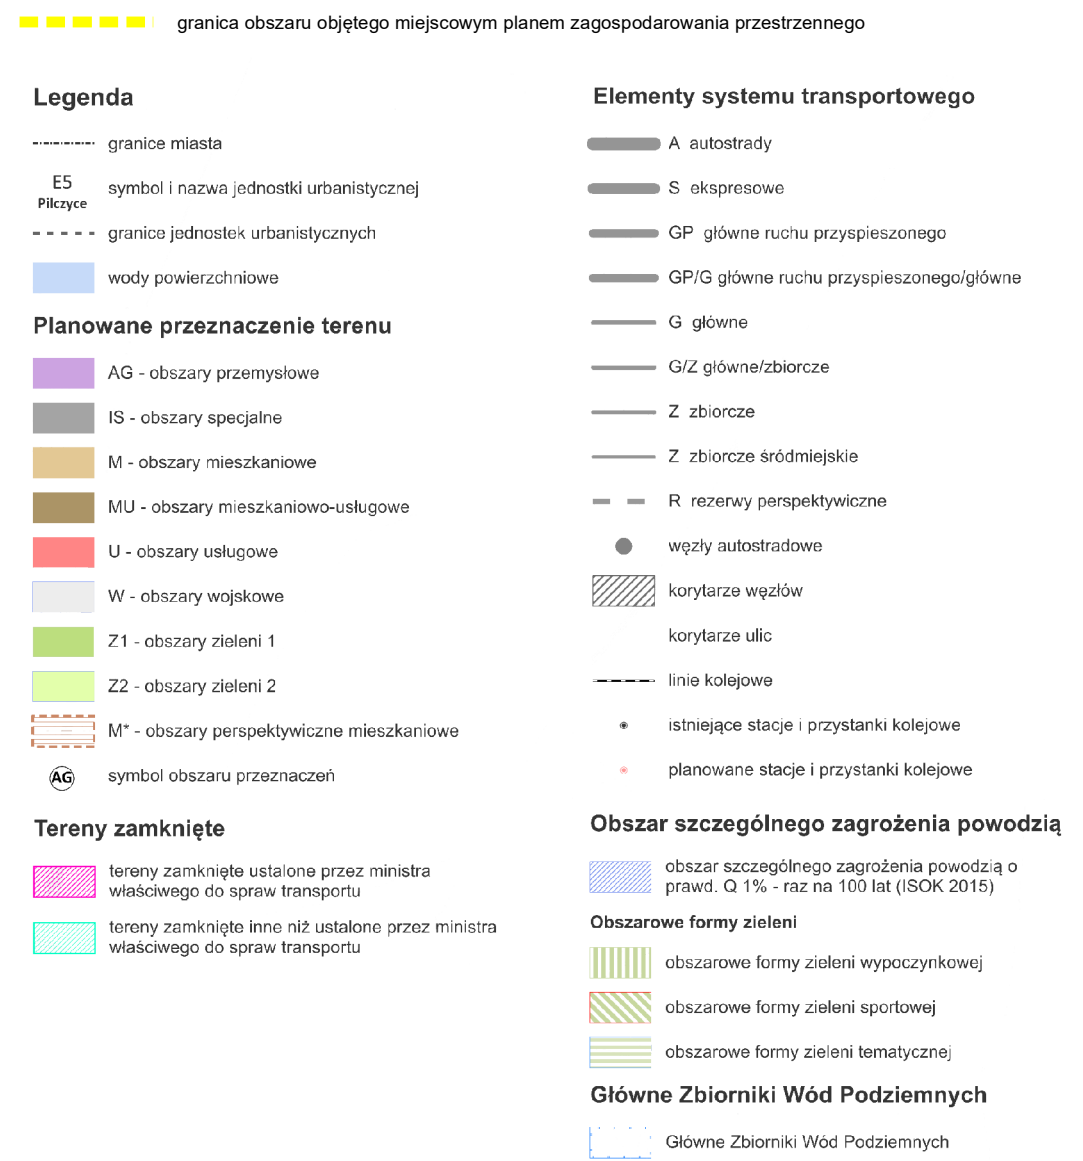 granica obszaru objętego miejscowym planem zagospodarowania przestrzennego
Legenda
granice miasta
E5
Pilczyce
symbol i nazwa jednostki urbanistycznej
granice jednostek urbanistycznych
wody powierzchniowe
Planowane przeznaczenie terenu
AG - obszary przemysłowe
IS - obszary specjalne
M - obszary mieszkaniowe
MU - obszary mieszkaniowo-usługowe
U - obszary usługowe
W - obszary wojskowe
Z1 - obszary zieleni 1
Z2 - obszary zieleni 2
M* - obszary perspektywiczne mieszkaniowe
AG
symbol obszaru przeznaczeń
Tereny zamknięte
tereny zamknięte ustalone przez ministra
właściwego do spraw transportu
tereny zamknięte inne niż ustalone przez ministra
właściwego do spraw transportu
Elementy systemu transportowego
A autostrady
S ekspresowe
GP główne ruchu przyspieszonego
GP/G główne ruchu przyspieszonego/główne
G główne
G/Z główne/zbiorcze
Z zbiorcze
Z zbiorcze śródmiejskie
R rezerwy perspektywiczne
węzły autostradowe
korytarze węzłów
korytarze ulic
linie kolejowe
istniejące stacje i przystanki kolejowe
planowane stacje i przystanki kolejowe
Obszar szczególnego zagrożenia powodzią
obszar szczególnego zagrożenia powodzią o
prawd. Q 1% - raz na 100 lat (ISOK 2015)
Obszarowe formy zieleni
obszarowe formy zieleni wypoczynkowej
obszarowe formy zieleni sportowej
obszarowe formy zieleni tematycznej
Główne Zbiorniki Wód Podziemnych
Główne Zbiorniki Wód Podziemnych